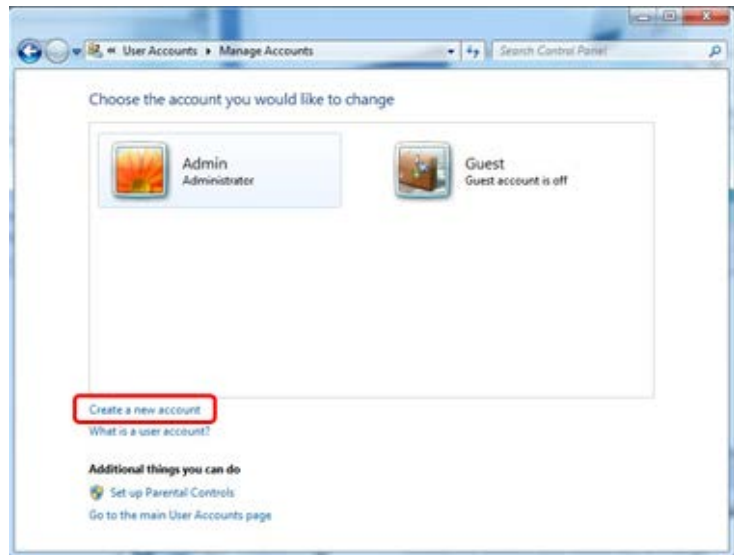 « User Accounts ▸ Manage Accounts
Search Control Panel
Choose the account you would like to change
Admin
Administrator
Guest
Guest account is off
Create a new account
What is a user account?
Additional things you can do
Set up Parental Controls
Go to the main User Accounts page